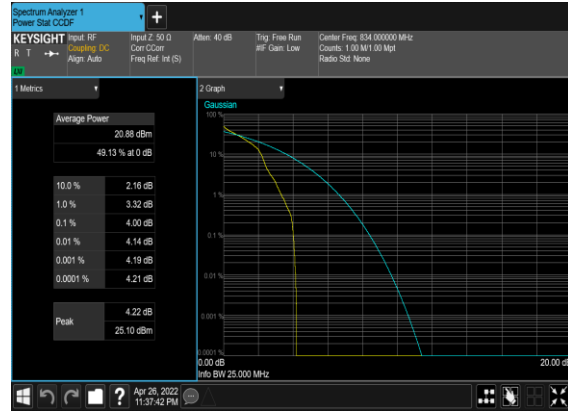 Spectrum Analyzer 1
Power Stat CCDF
KEYSIGHT
R T
LXI
Input: RF
Coupling: DC
Align: Auto
Input Z: 50 Ω
Corr CCorr
Freq Ref: Int (S)
Atten: 40 dB
Trig: Free Run
#IF Gain: Low
Center Freq: 834.000000 MHz
Counts: 1.00 M/1.00 Mpt
Radio Std: None
1 Metrics
Average Power
20.88 dBm
49.13 % at 0 dB
10.0 % 2.16 dB
1.0 % 3.32 dB
0.1 % 4.00 dB
0.01 % 4.14 dB
0.001 % 4.19 dB
0.0001 % 4.21 dB
Peak
4.22 dB
25.10 dBm
2 Graph
Gaussian
100 %
10 %
1 %
0.1 %
0.01 %
0.001 %
0.0001 %
0.00 dB
20.00 dB
Info BW 25.000 MHz
Apr 26, 2022
11:37:42 PM